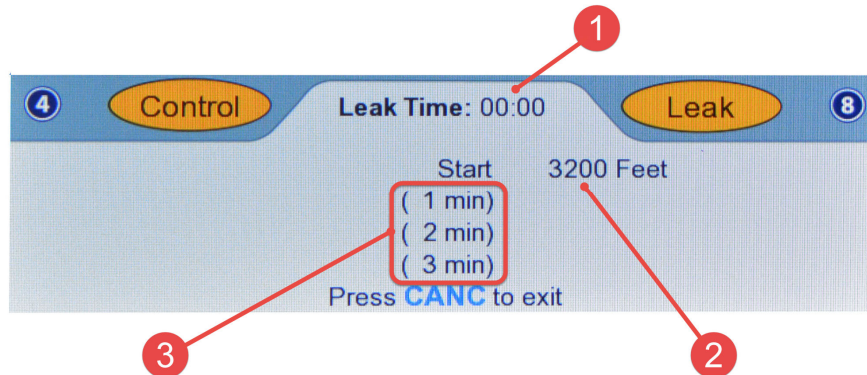 1
4 Control Leak Time: 00:00 Leak 8
Start 3200 Feet
( 1 min)
( 2 min)
( 3 min)
Press CANC to exit
3 2